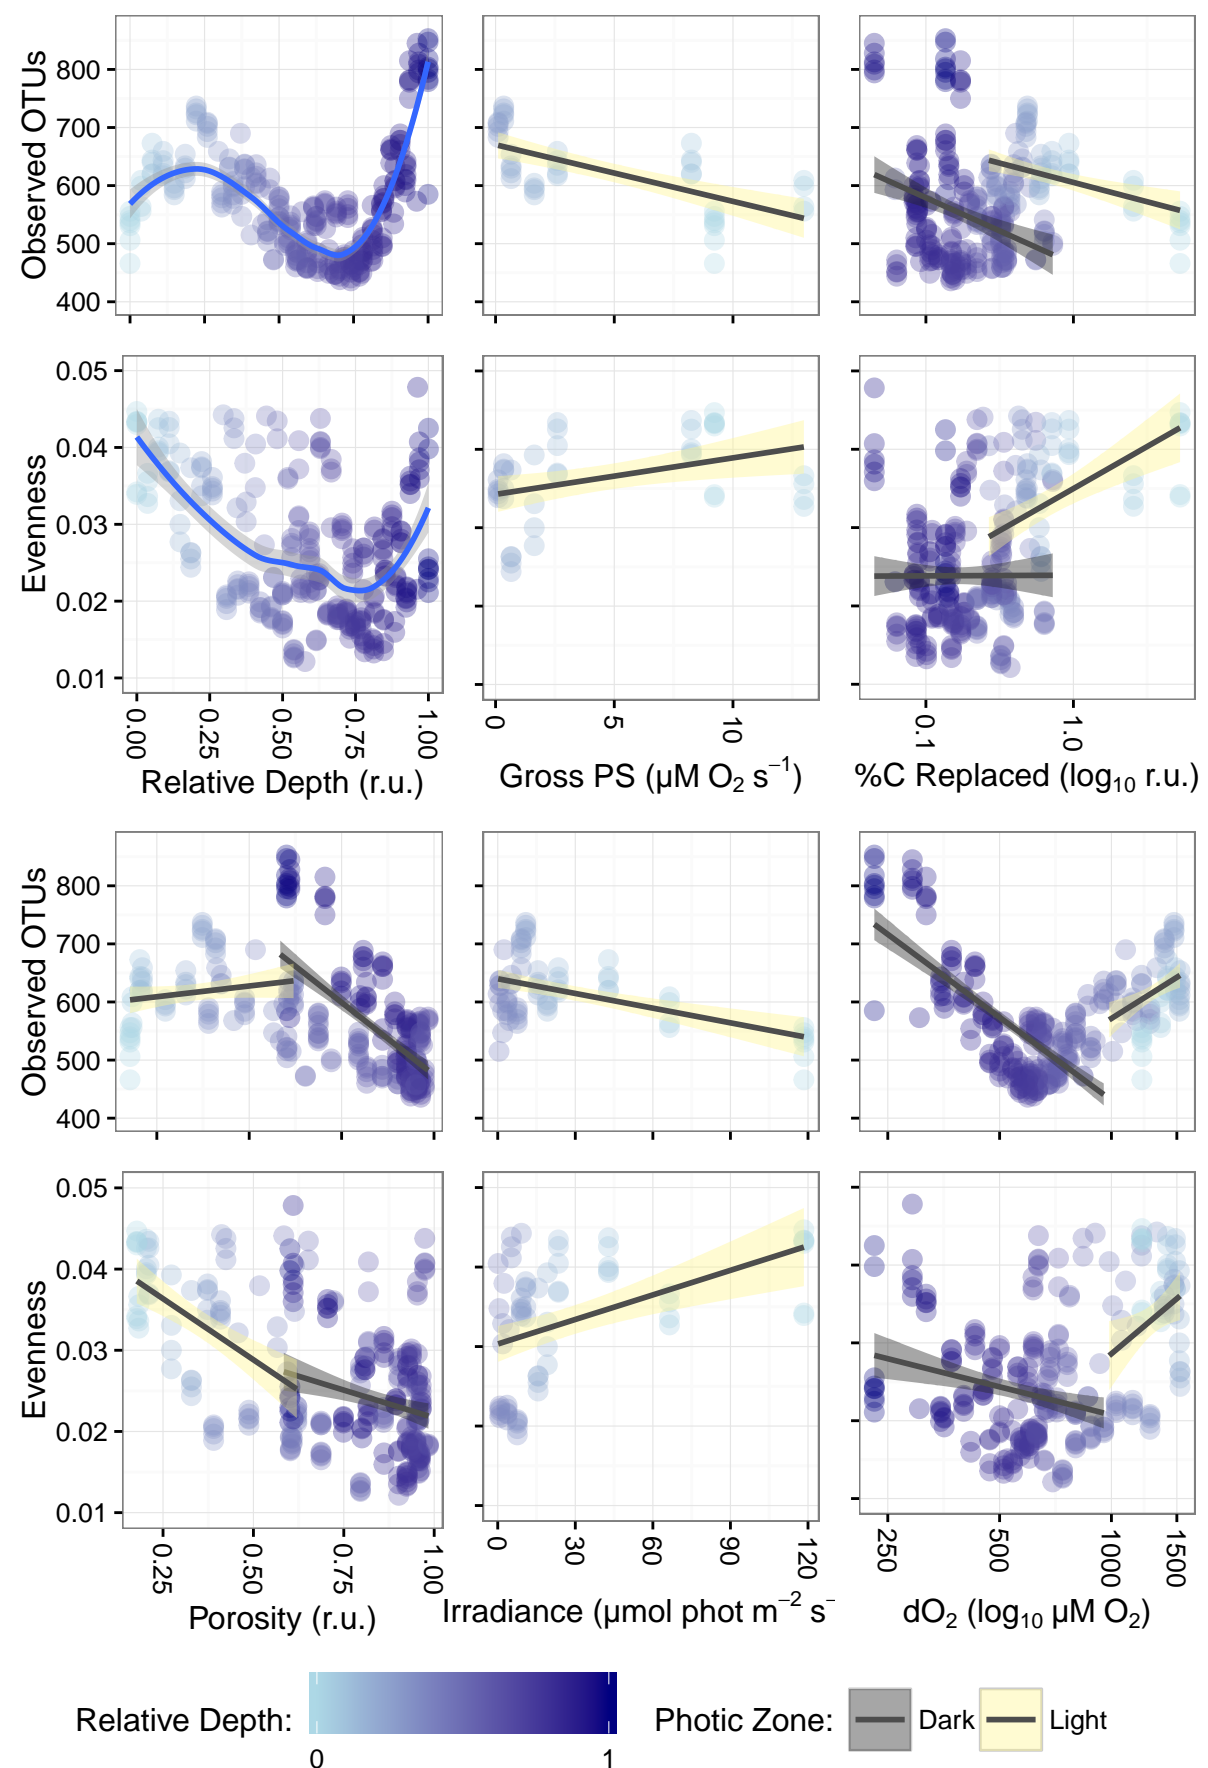 Observed OTUs
800
700
600
500
400
Evenness
0.05
0.04
0.03
0.02
0.01
0.00 0.25 0.50 0.75 1.00
Relative Depth (r.u.)
0 5 10
Gross PS (µM O₂ s⁻¹)
0.1 1.0
%C Replaced (log₁₀ r.u.)
Observed OTUs
800
700
600
500
400
Evenness
0.05
0.04
0.03
0.02
0.01
0.25 0.50 0.75 1.00
Porosity (r.u.)
0 30 60 90 120
Irradiance (µmol phot m⁻² s⁻
250 500 1000 1500
dO₂ (log₁₀ µM O₂)
Relative Depth:
0 1
Photic Zone: Dark Light